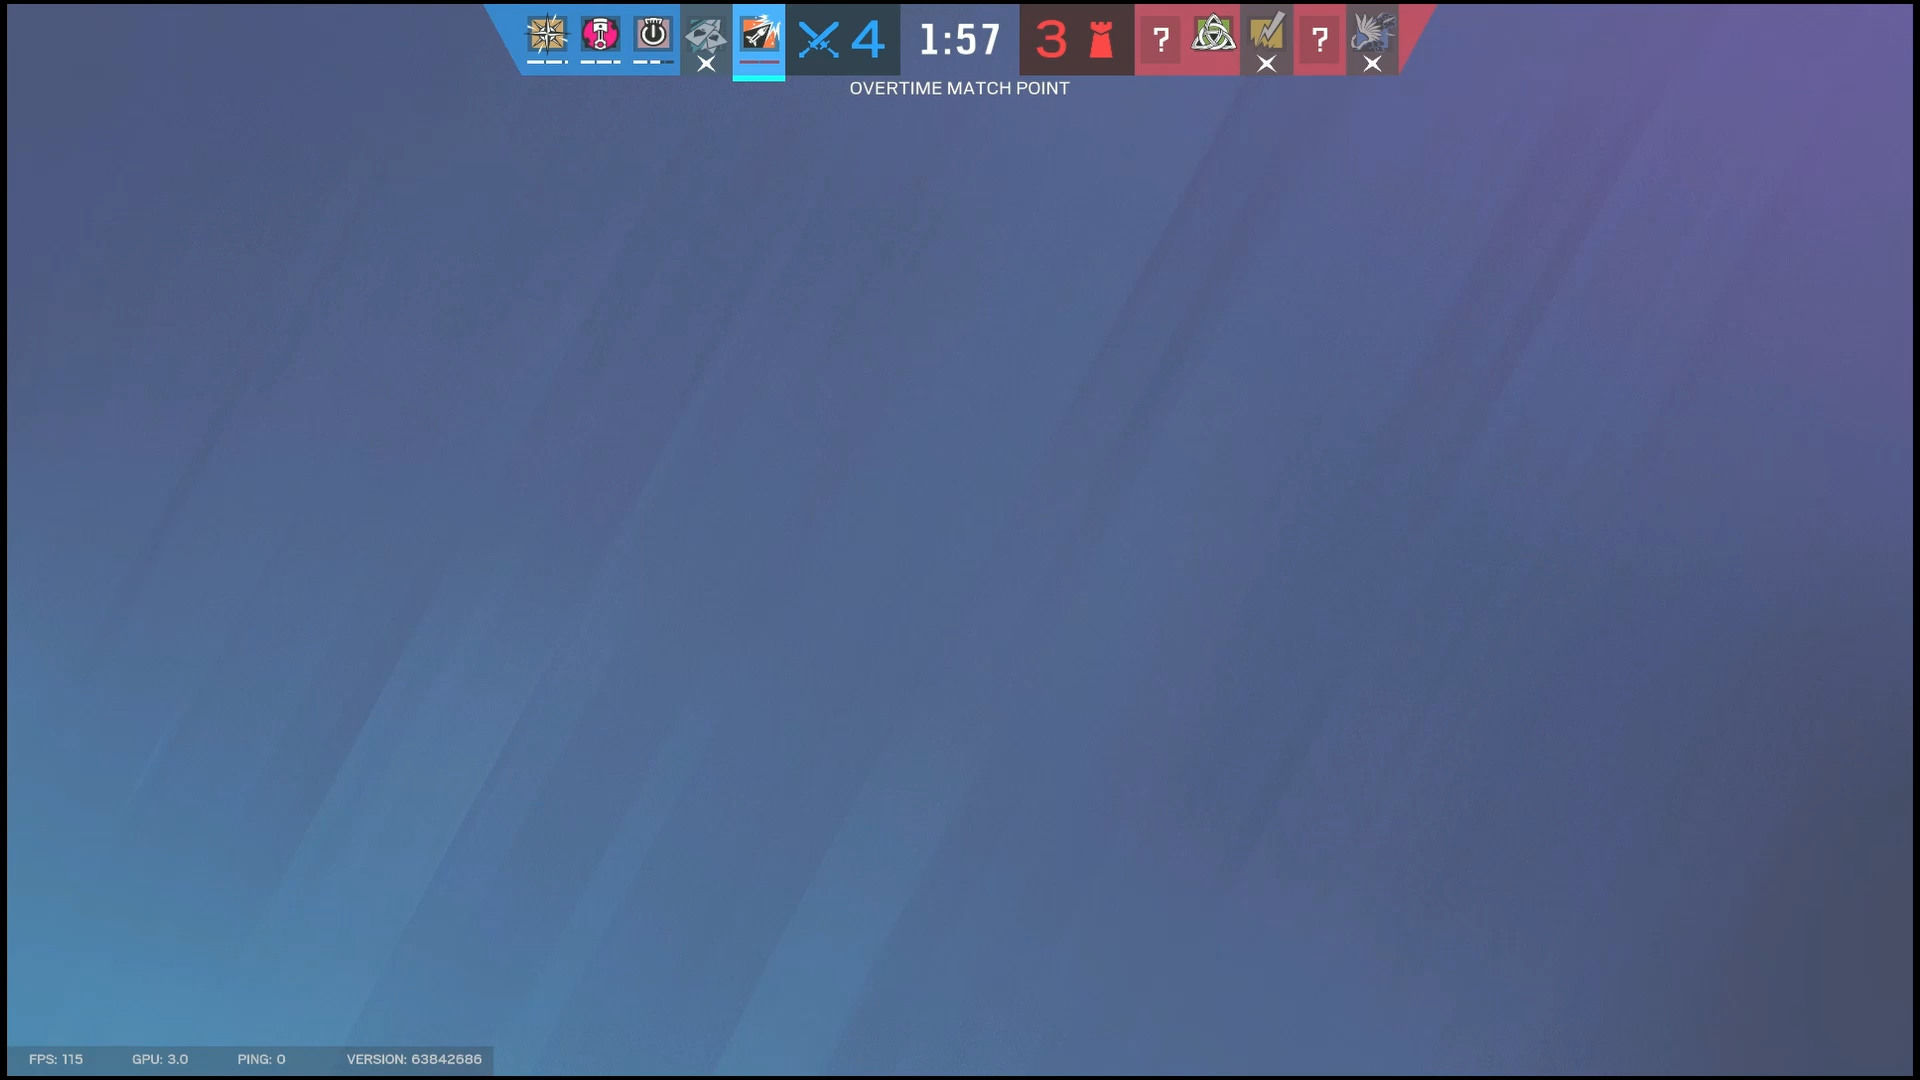 4 1:57 3 ? ?
OVERTIME MATCH POINT
FPS: 115 GPU: 3.0 PING: 0 VERSION: 63842686